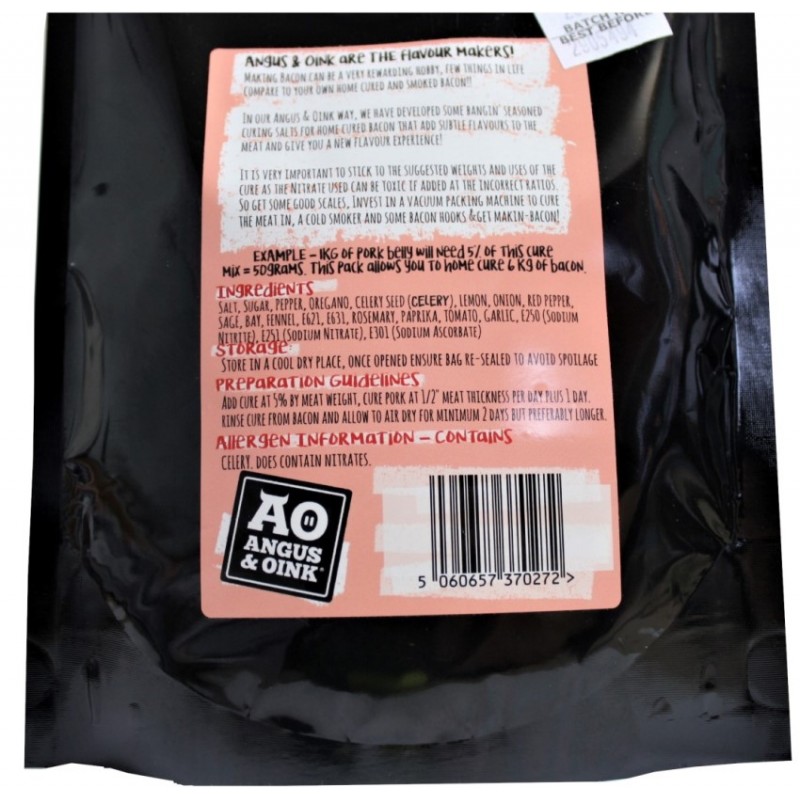 BATCH
BEST BEFORE
ANGUS & OINK ARE THE FLAVOUR MAKERS!
MAKING BACON CAN BE A VERY REWARDING HOBBY, FEW THINGS IN LIFE
COMPARE TO YOUR OWN HOME CURED AND SMOKED BACON!!
IN OUR ANGUS & OINK WAY, WE HAVE DEVELOPED SOME BANGIN' SEASONED
CURING SALTS FOR HOME CURED BACON THAT ADD SUBTLE FLAVOURS TO THE
MEAT AND GIVE YOU A NEW FLAVOUR EXPERIENCE!
IT IS VERY IMPORTANT TO STICK TO THE SUGGESTED WEIGHTS AND USES OF THE
CURE AS THE NITRATE USED CAN BE TOXIC IF ADDED AT THE INCORRECT RATIOS.
SO GET SOME GOOD SCALES, INVEST IN A VACUUM PACKING MACHINE TO CURE
THE MEAT IN, A COLD SMOKER AND SOME BACON HOOKS &GET MAKIN-BACON!
EXAMPLE - 1KG OF PORK BELLY WILL NEED 5% OF THIS CURE
MIX = 50GRAMS. THIS PACK ALLOWS YOU TO HOME CURE 6 KG OF BACON.
INGREDIENTS
SALT, SUGAR, PEPPER, OREGANO, CELERY SEED (CELERY), LEMON, ONION, RED PEPPER,
SAGE, BAY, FENNEL, E621, E631, ROSEMARY, PAPRIKA, TOMATO, GARLIC, E250 (SODIUM
NITRITE), E251 (SODIUM NITRATE), E301 (SODIUM ASCORBATE)
STORAGE
STORE IN A COOL DRY PLACE, ONCE OPENED ENSURE BAG RE-SEALED TO AVOID SPOILAGE
PREPARATION GUIDELINES
ADD CURE AT 5% BY MEAT WEIGHT, CURE PORK AT 1/2" MEAT THICKNESS PER DAY PLUS 1 DAY.
RINSE CURE FROM BACON AND ALLOW TO AIR DRY FOR MINIMUM 2 DAYS BUT PREFERABLY LONGER.
ALLERGEN INFORMATION - CONTAINS
CELERY. DOES CONTAIN NITRATES.
AO
ANGUS
& OINK
5 060657 370272 >